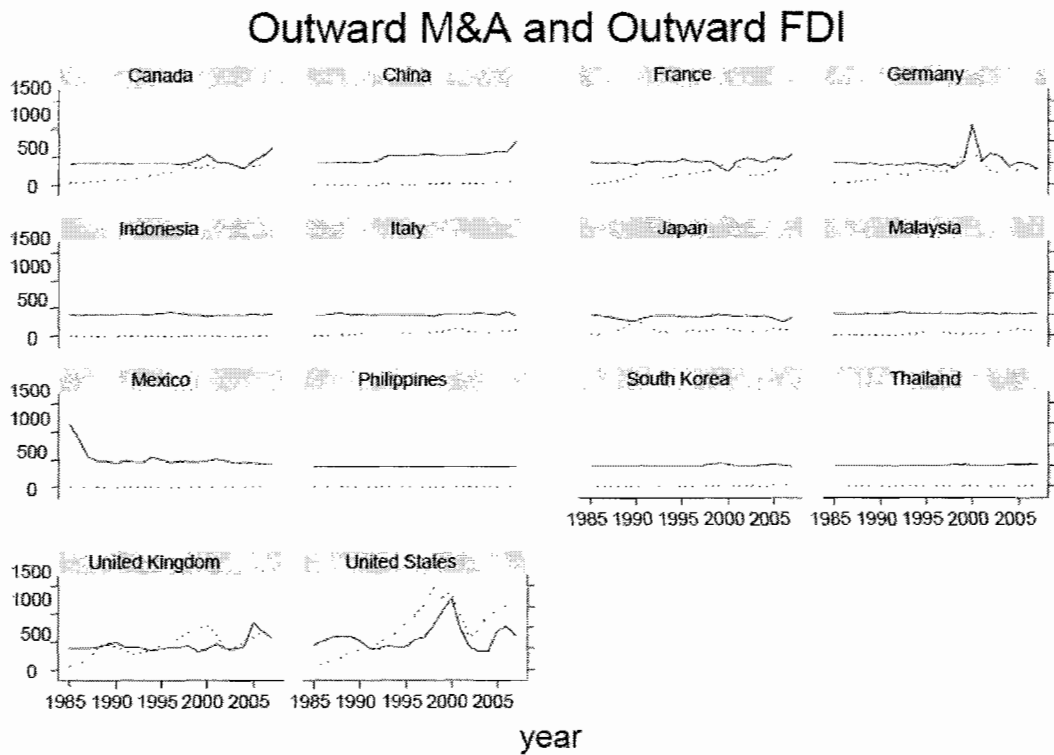 Outward M&A and Outward FDI
Canada China France Germany
1500
1000
500
0
Indonesia Italy Japan Malaysia
1500
1000
500
0
Mexico Philippines South Korea Thailand
1500
1000
500
0
1985 1990 1995 2000 2005 1985 1990 1995 2000 2005
United Kingdom United States
1500
1000
500
0
1985 1990 1995 2000 2005 1985 1990 1995 2000 2005
year